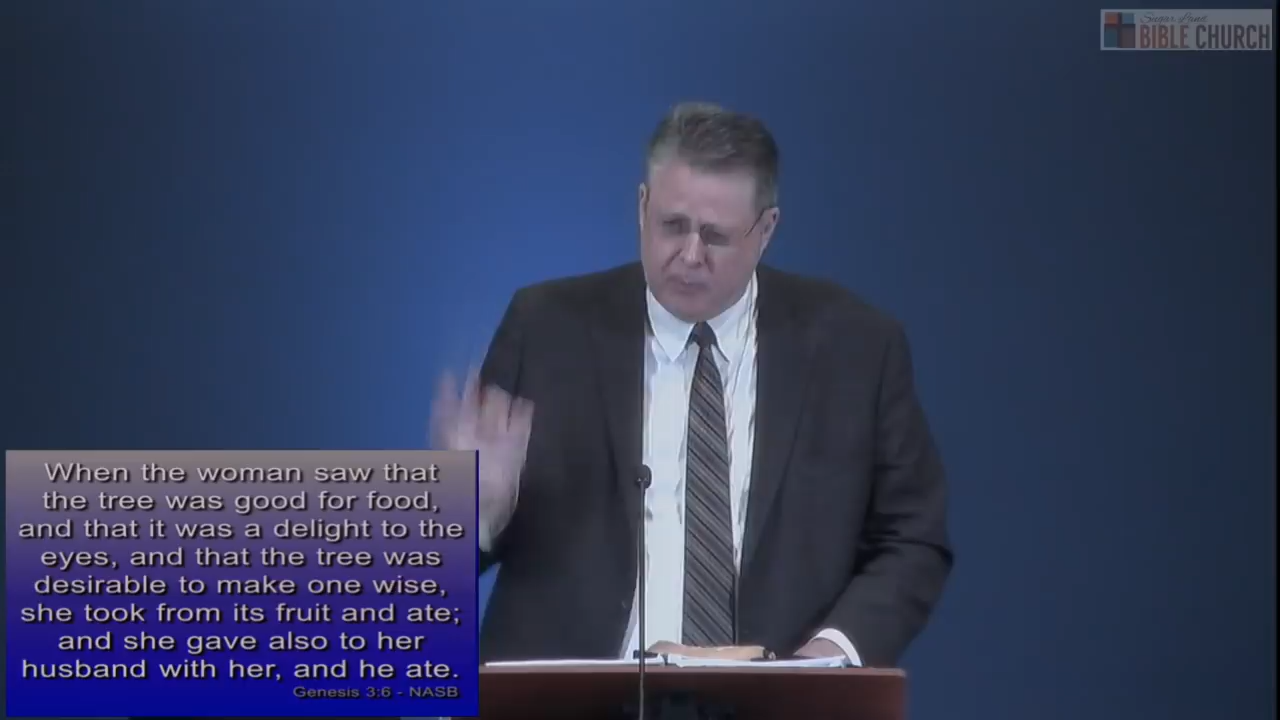 Sugar Land
BIBLE CHURCH
When the woman saw that
the tree was good for food,
and that it was a delight to the
eyes, and that the tree was
desirable to make one wise,
she took from its fruit and ate;
and she gave also to her
husband with her, and he ate.
Genesis 3:6 - NASB